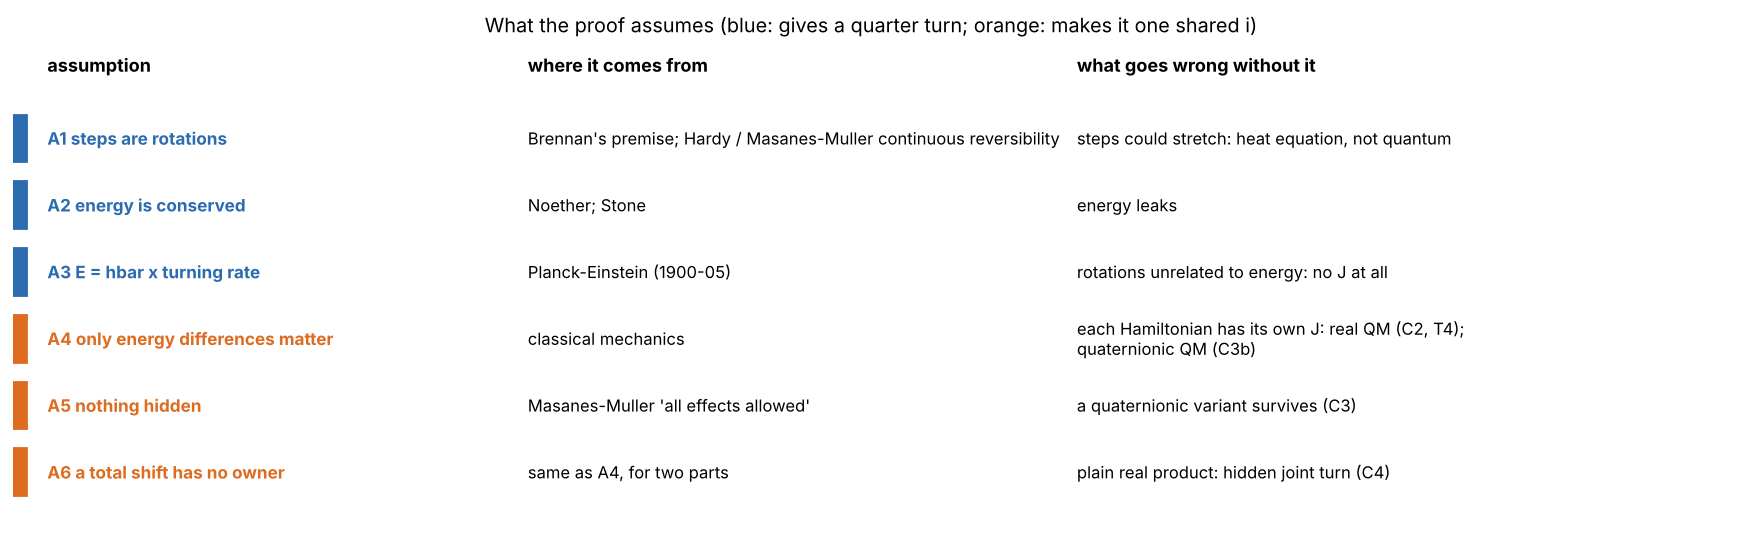 What the proof assumes (blue: gives a quarter turn; orange: makes it one shared i)
assumption where it comes from what goes wrong without it
A1 steps are rotations Brennan's premise; Hardy / Masanes-Muller continuous reversibility steps could stretch: heat equation, not quantum
A2 energy is conserved Noether; Stone energy leaks
A3 E = hbar x turning rate Planck-Einstein (1900-05) rotations unrelated to energy: no J at all
A4 only energy differences matter classical mechanics each Hamiltonian has its own J: real QM (C2, T4);
quaternionic QM (C3b)
A5 nothing hidden Masanes-Muller 'all effects allowed' a quaternionic variant survives (C3)
A6 a total shift has no owner same as A4, for two parts plain real product: hidden joint turn (C4)